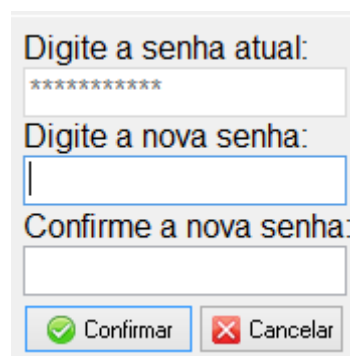 Digite a senha atual:
***********
Digite a nova senha:
Confirme a nova senha:
Confirmar Cancelar